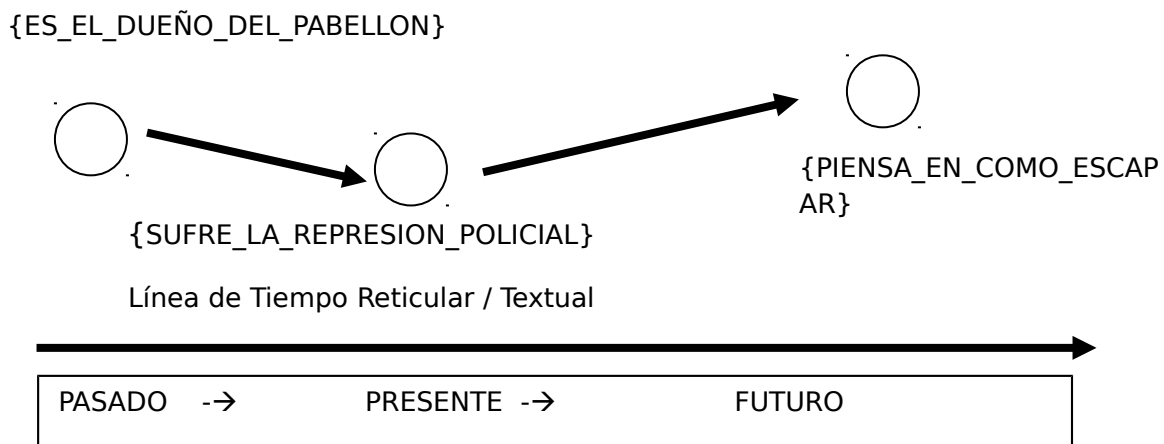 {ES_EL_DUEÑO_DEL_PABELLON}
{PIENSA_EN_COMO_ESCAP
AR}
{SUFRE_LA_REPRESION_POLICIAL}
Línea de Tiempo Reticular / Textual
PASADO -→ PRESENTE -→ FUTURO